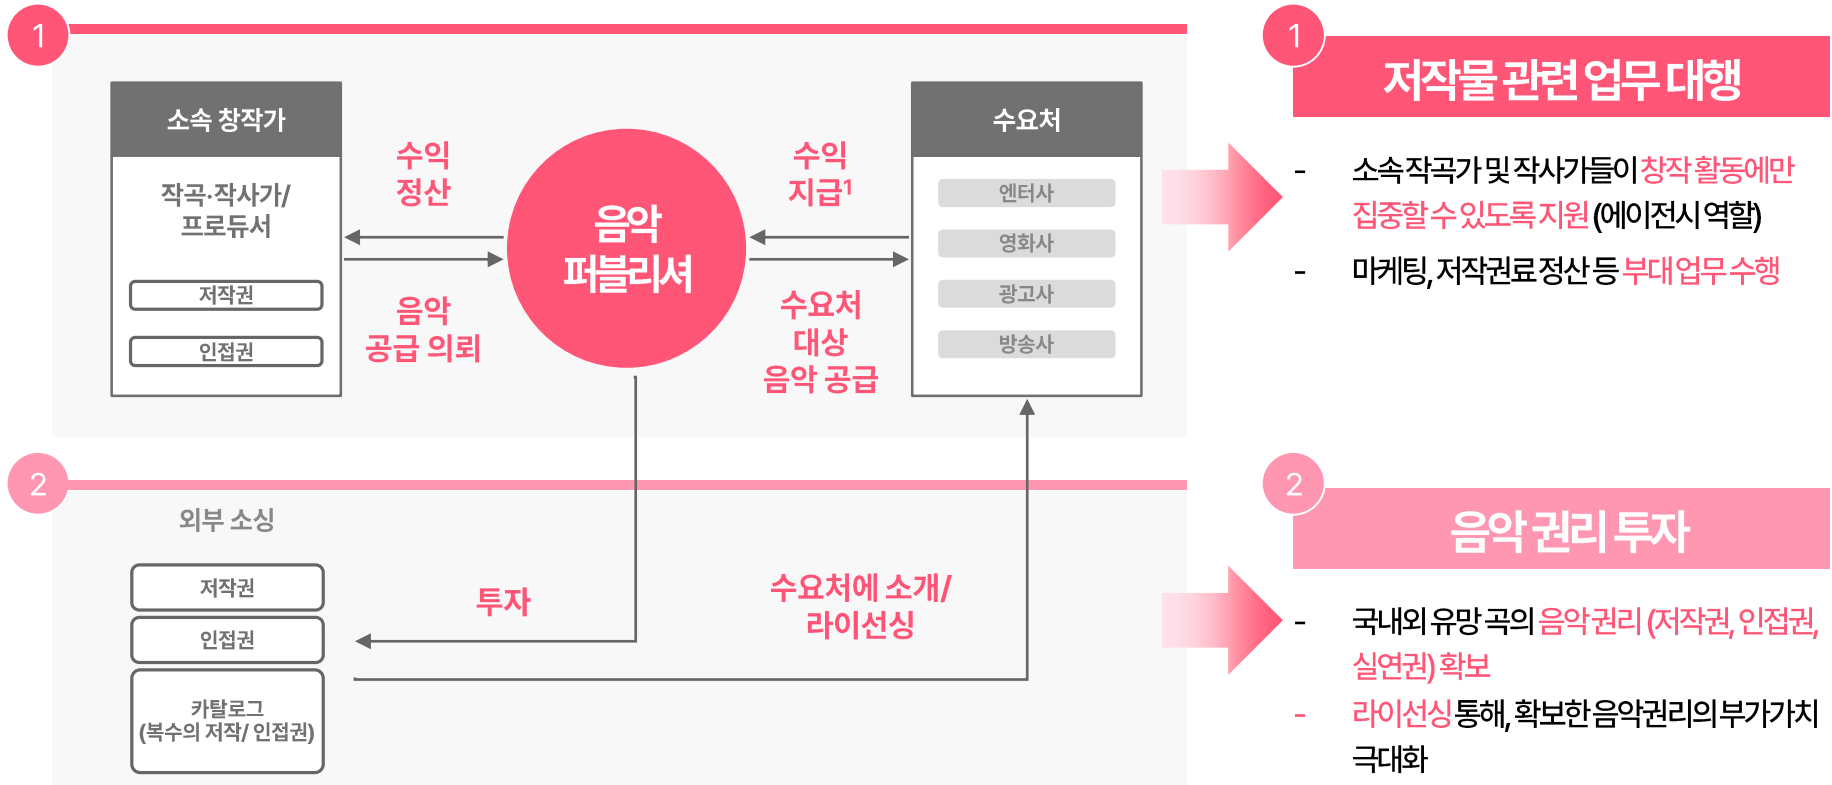 1
소속 창작가
작곡·작사가/
프로듀서
저작권
인접권
수익
정산
음악
공급 의뢰
음악
퍼블리셔
수익
지급¹
수요처
대상
음악 공급
수요처
엔터사
영화사
광고사
방송사
1
저작물 관련 업무 대행
- 소속 작곡가 및 작사가들이 창작 활동에만
집중할 수 있도록 지원 (에이전시 역할)
- 마케팅, 저작권료 정산 등 부대 업무 수행
2
외부 소싱
저작권
인접권
카탈로그
(복수의 저작/ 인접권)
투자
수요처에 소개/
라이선싱
2
음악 권리 투자
- 국내외 유망 곡의 음악 권리 (저작권, 인접권,
실연권) 확보
- 라이선싱 통해, 확보한 음악권리의 부가가치
극대화